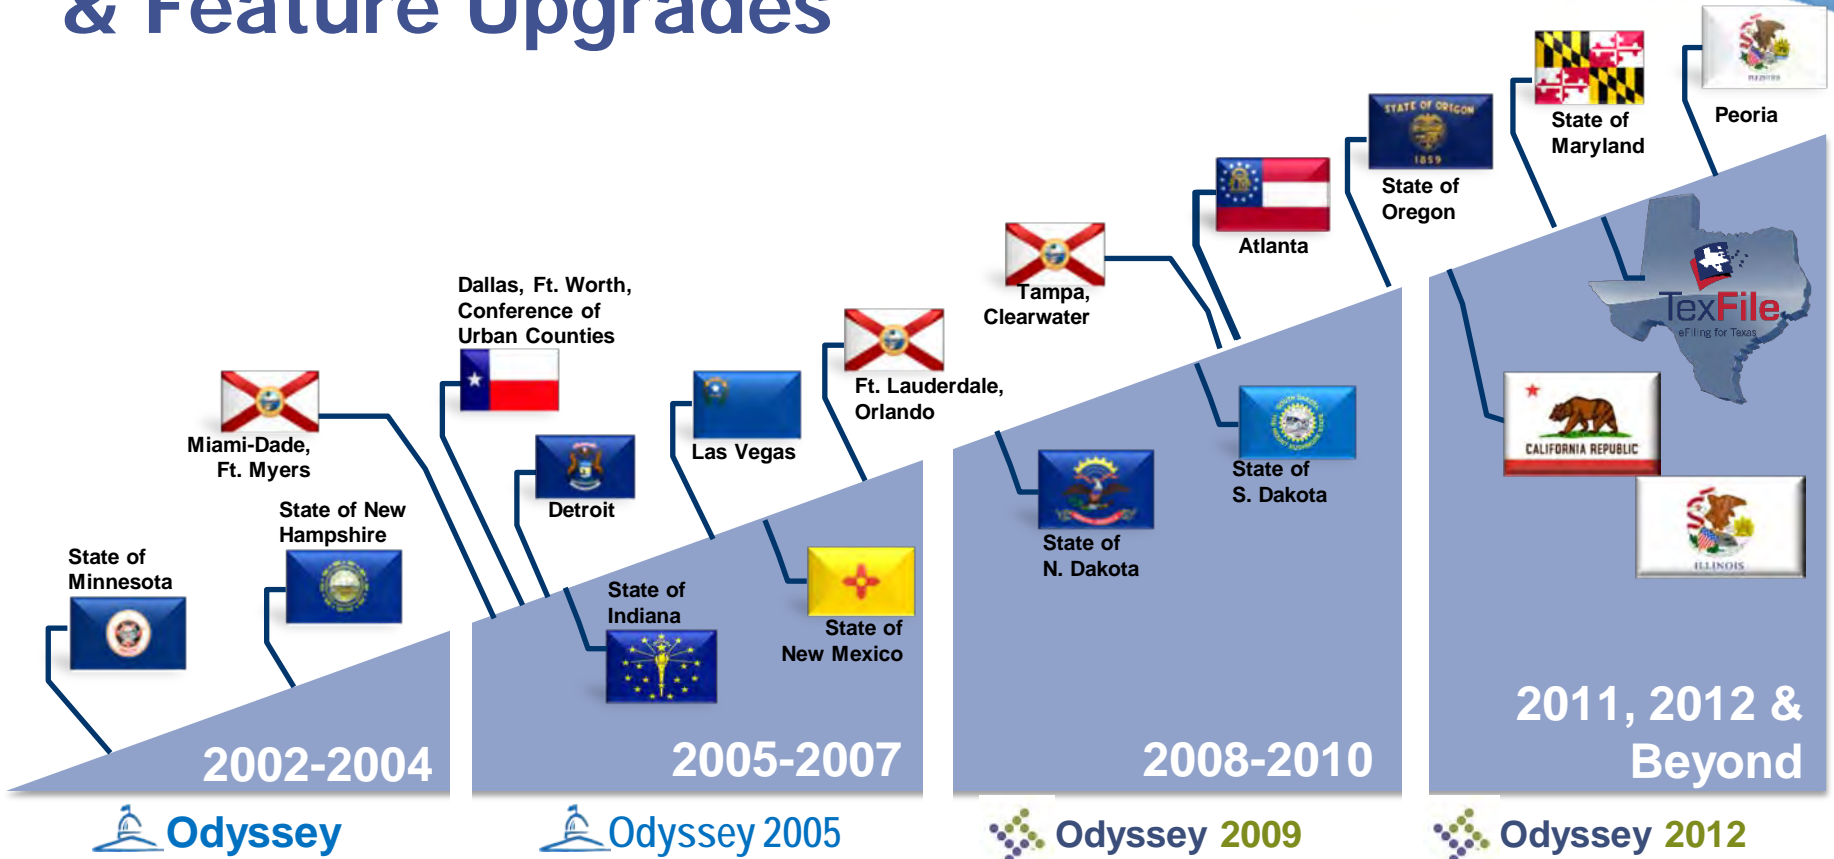 & Feature Upgrades
State of
Minnesota
State of New
Hampshire
2002-2004
Odyssey
Miami-Dade,
Ft. Myers
Dallas, Ft. Worth,
Conference of
Urban Counties
Detroit
State of
Indiana
Las Vegas
State of
New Mexico
Ft. Lauderdale,
Orlando
2005-2007
Odyssey 2005
State of
N. Dakota
Tampa,
Clearwater
State of
S. Dakota
Atlanta
STATE OF OREGON
1859
State of
Oregon
2008-2010
Odyssey 2009
CALIFORNIA REPUBLIC
State of
Maryland
TexFile
eFiling for Texas
ILLINOIS
Peoria
2011, 2012 &
Beyond
Odyssey 2012